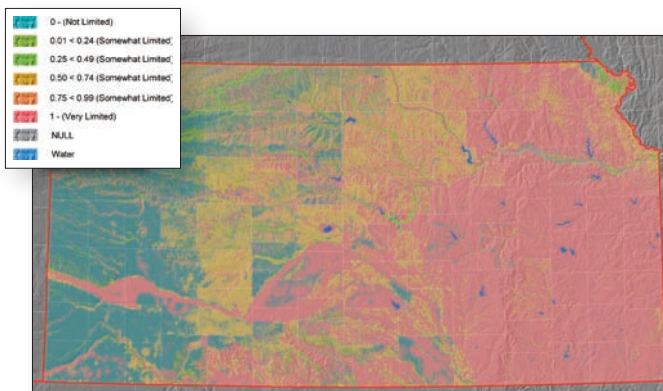 0 - (Not Limited)
0.01 < 0.24 (Somewhat Limited)
0.25 < 0.49 (Somewhat Limited)
0.50 < 0.74 (Somewhat Limited)
0.75 < 0.99 (Somewhat Limited)
1 - (Very Limited)
NULL
Water